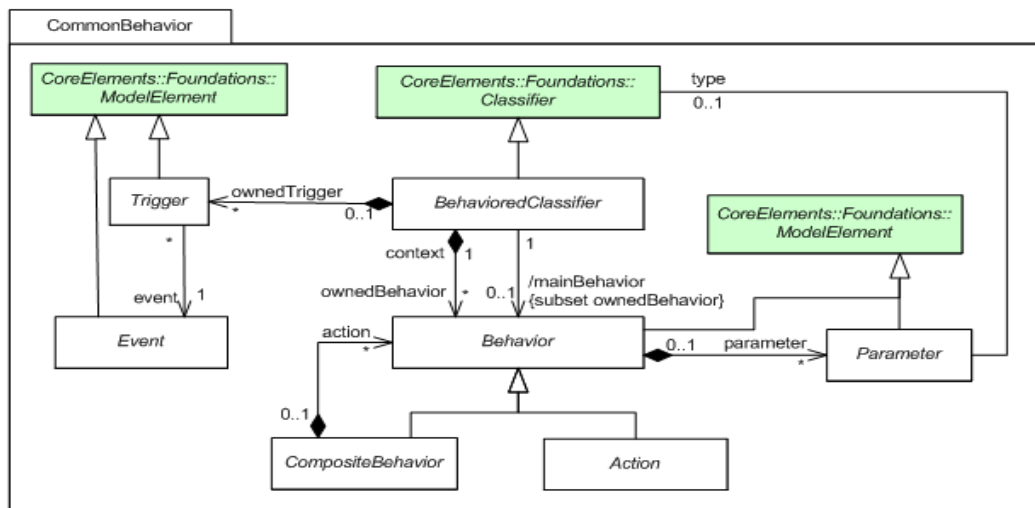 CommonBehavior
CoreElements::Foundations::
ModelElement
CoreElements::Foundations::
Classifier
type
0..1
Trigger
ownedTrigger
*
0..1
BehavioredClassifier
CoreElements::Foundations::
ModelElement
*
event
1
context
1
1
ownedBehavior
*
0..1
/mainBehavior
{subset ownedBehavior}
Event
action
*
Behavior
0..1
parameter
*
Parameter
0..1
CompositeBehavior
Action